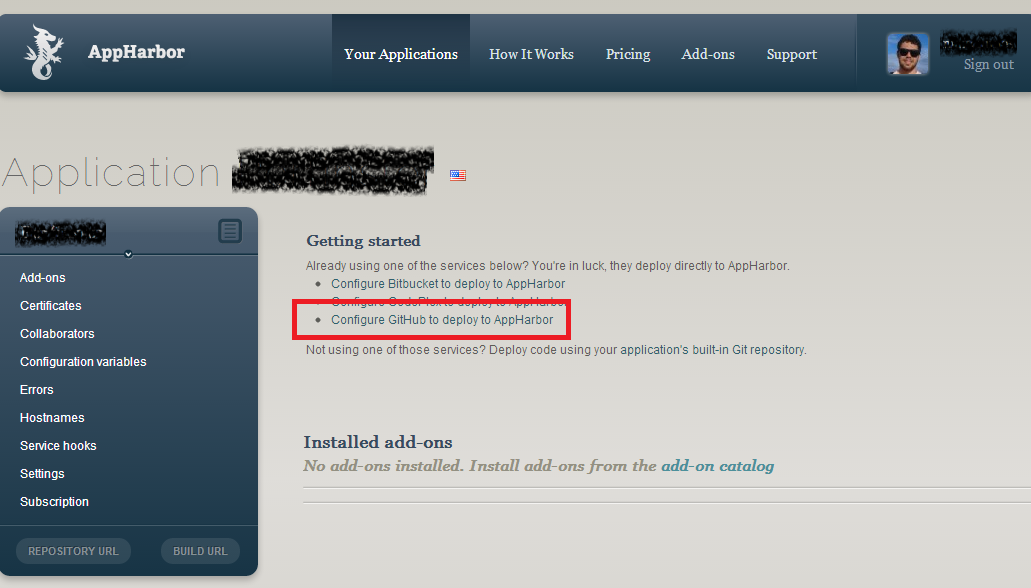 AppHarbor
Your Applications
How It Works
Pricing
Add-ons
Support
Sign out
Application
Add-ons
Certificates
Collaborators
Configuration variables
Errors
Hostnames
Service hooks
Settings
Subscription
REPOSITORY URL
BUILD URL
Getting started
Already using one of the services below? You're in luck, they deploy directly to AppHarbor.
Configure Bitbucket to deploy to AppHarbor
Configure CodePlex to deploy to AppHarbor
Configure GitHub to deploy to AppHarbor
Not using one of those services? Deploy code using your application's built-in Git repository.
Installed add-ons
No add-ons installed. Install add-ons from the add-on catalog